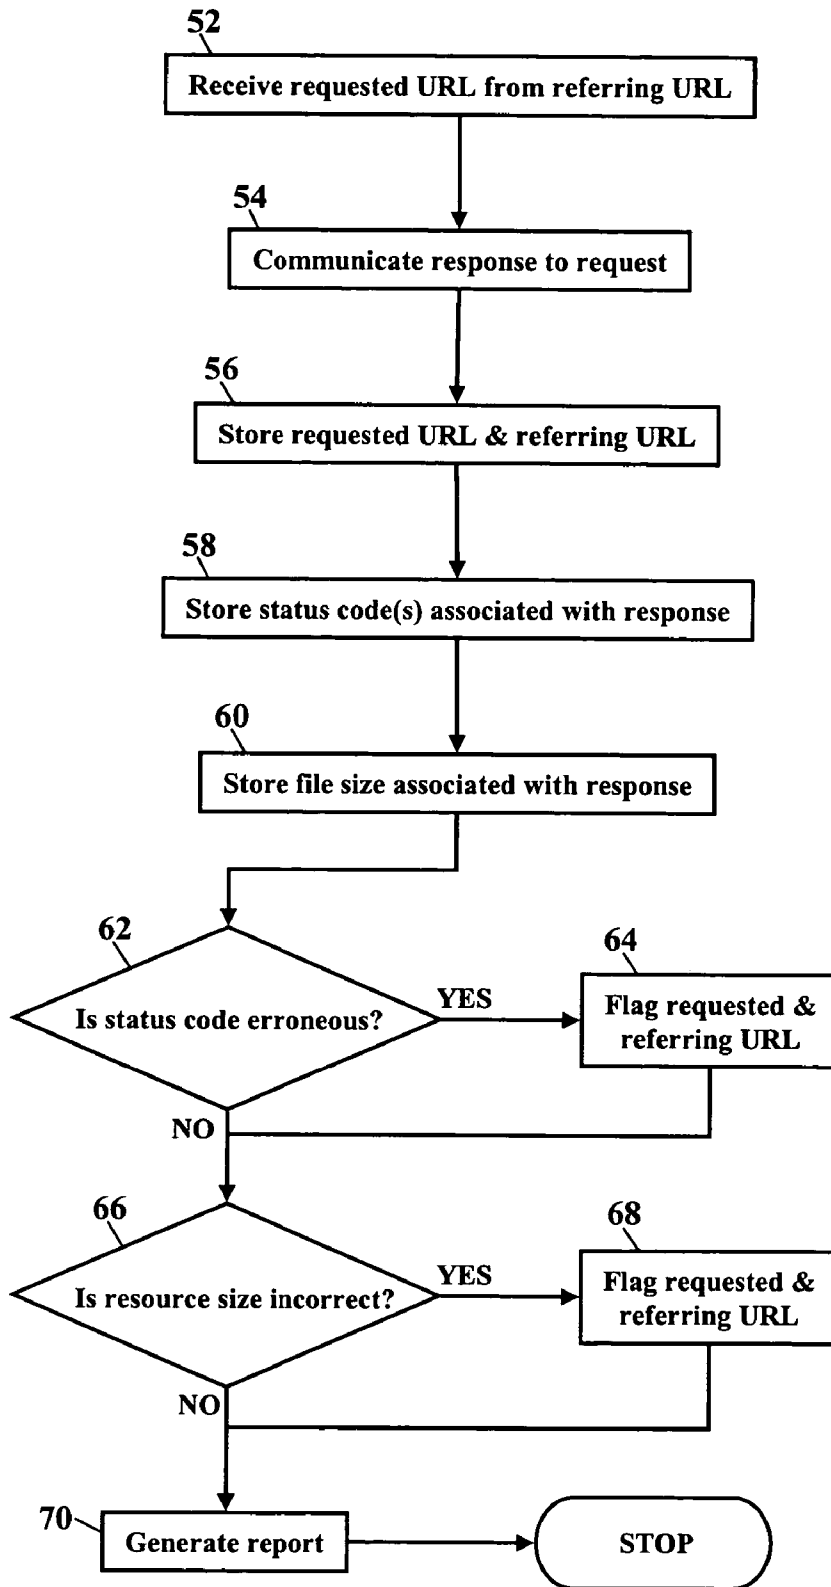 52
Receive requested URL from referring URL
54
Communicate response to request
56
Store requested URL & referring URL
58
Store status code(s) associated with response
60
Store file size associated with response
62
Is status code erroneous?
YES
64
Flag requested &
referring URL
NO
66
Is resource size incorrect?
YES
68
Flag requested &
referring URL
NO
70
Generate report
STOP